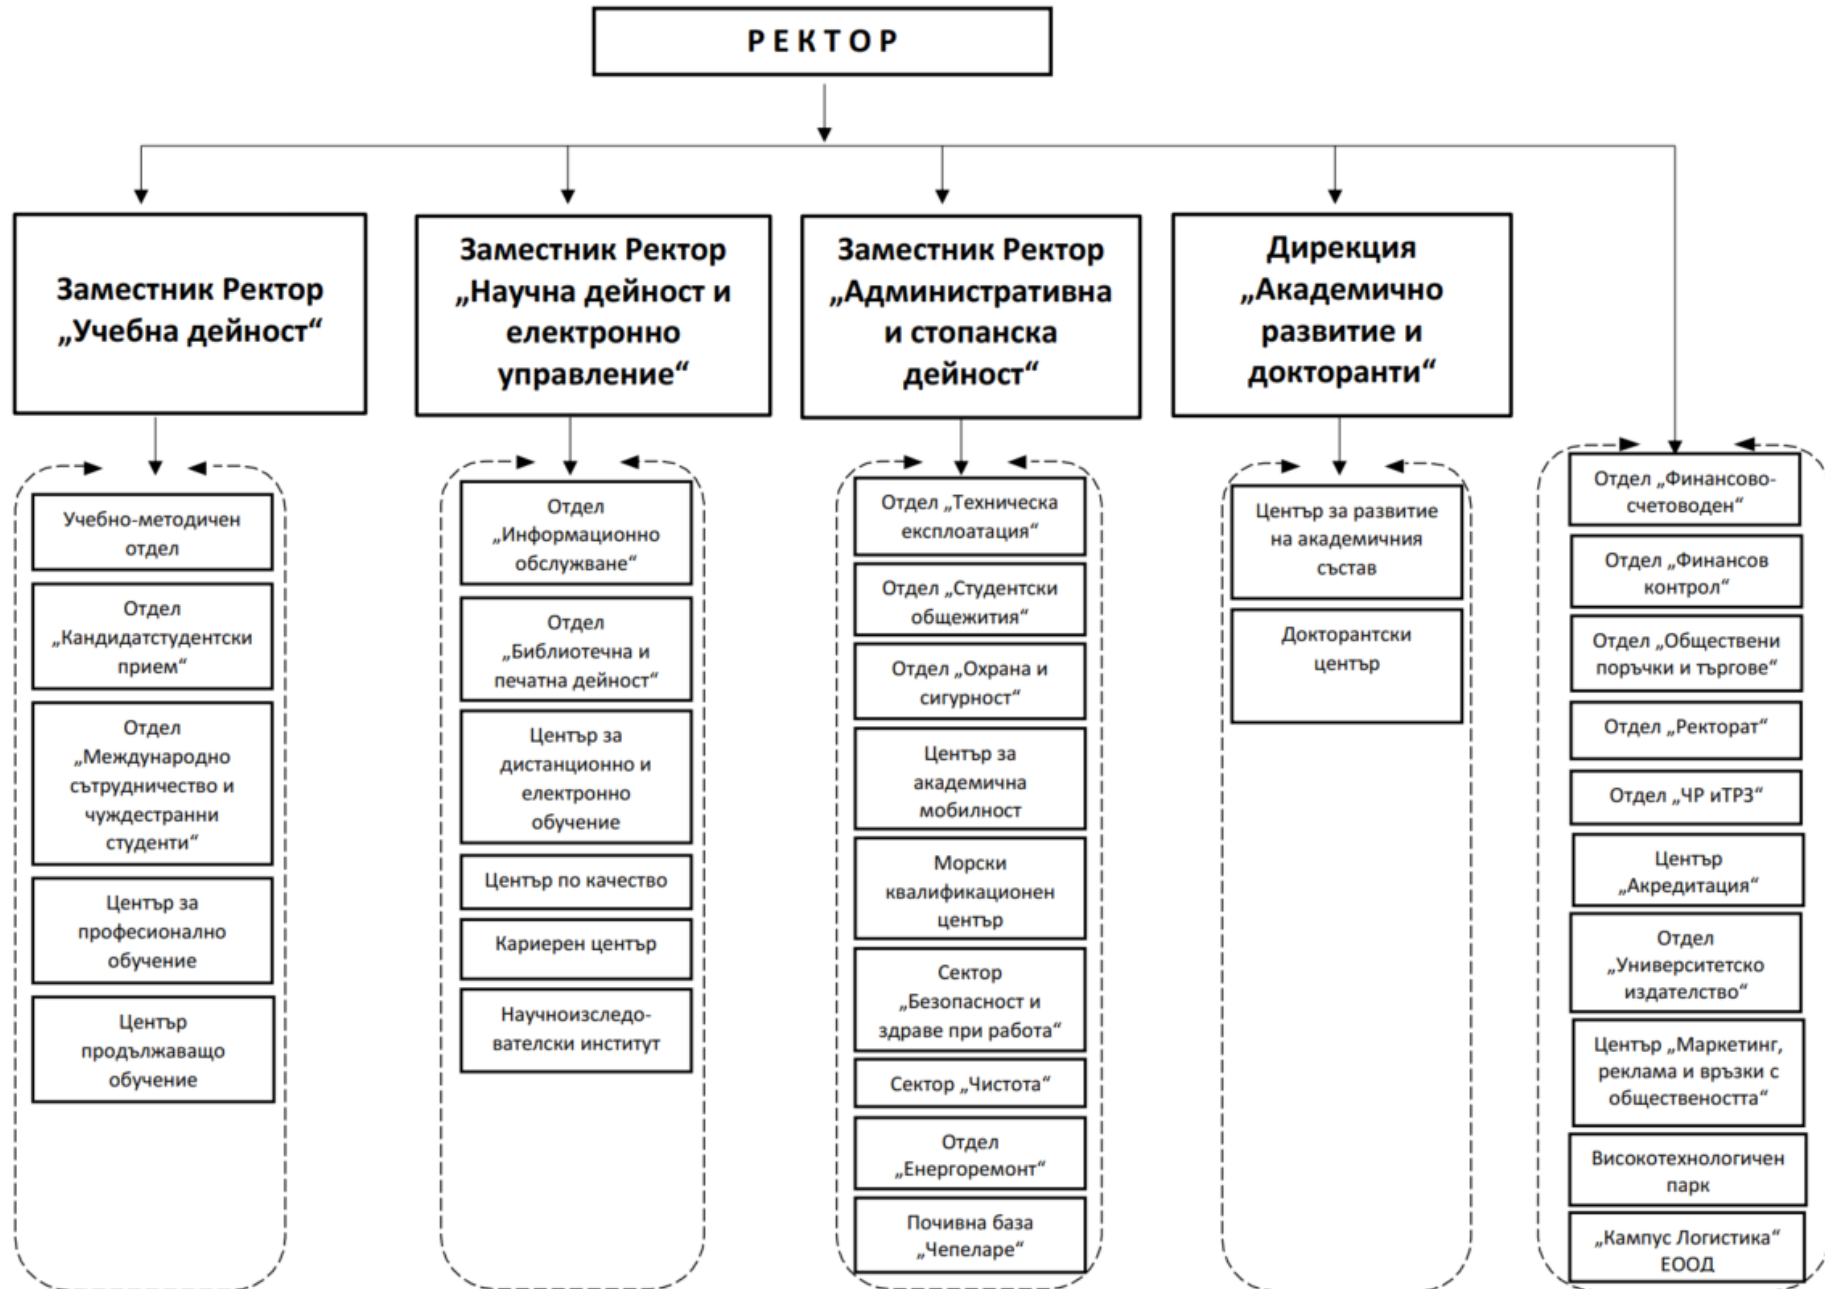 РЕКТОР
Заместник Ректор
„Учебна дейност“
Заместник Ректор
„Научна дейност и
електронно
управление“
Заместник Ректор
„Административна
и стопанска
дейност“
Дирекция
„Академично
развитие и
докторанти“
Учебно-методичен
отдел
Отдел
„Кандидатстудентски
прием“
Отдел
„Международно
сътрудничество и
чуждестранни
студенти“
Център за
професионално
обучение
Център
продължаващо
обучение
Отдел
„Информационно
обслужване“
Отдел
„Библиотечна и
печатна дейност“
Център за
дистанционно и
електронно
обучение
Център по качество
Кариерен център
Научноизследо-
вателски институт
Отдел „Техническа
експлоатация“
Отдел „Студентски
общежития“
Отдел „Охрана и
сигурност“
Център за
академична
мобилност
Морски
квалификационен
център
Сектор
„Безопасност и
здраве при работа“
Сектор „Чистота“
Отдел
„Енергоремонт“
Почивна база
„Чепеларе“
Център за развитие
на академичния
състав
Докторантски
център
Отдел „Финансово-
счетоводен“
Отдел „Финансов
контрол“
Отдел „Обществени
поръчки и търгове“
Отдел „Ректорат“
Отдел „ЧР иТРЗ“
Център
„Акредитация“
Отдел
„Университетско
издателство“
Център „Маркетинг,
реклама и връзки с
обществеността“
Високотехнологичен
парк
„Кампус Логистика“
ЕООД